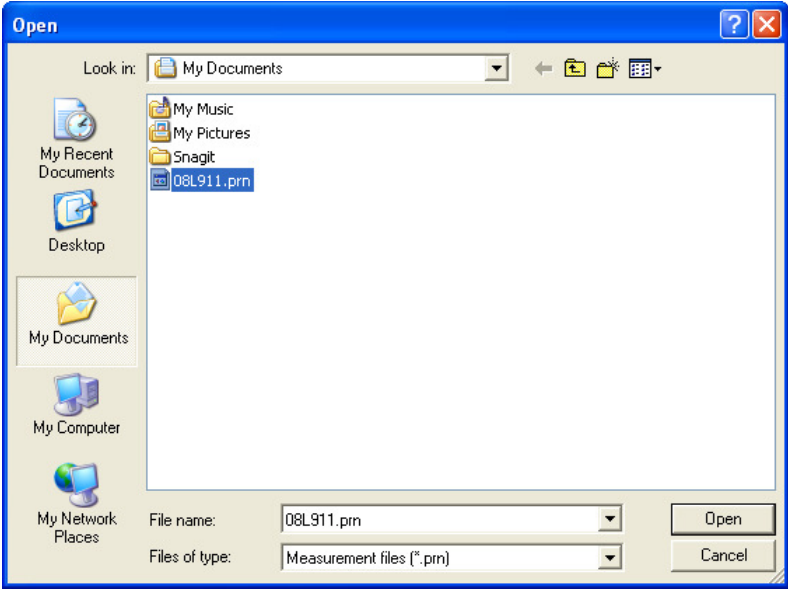 Open
Look in:
My Documents
My Recent
Documents
Desktop
My Documents
My Computer
My Network
Places
My Music
My Pictures
Snagit
08L911.prn
File name:
08L911.prn
Open
Files of type:
Measurement files (*.prn)
Cancel